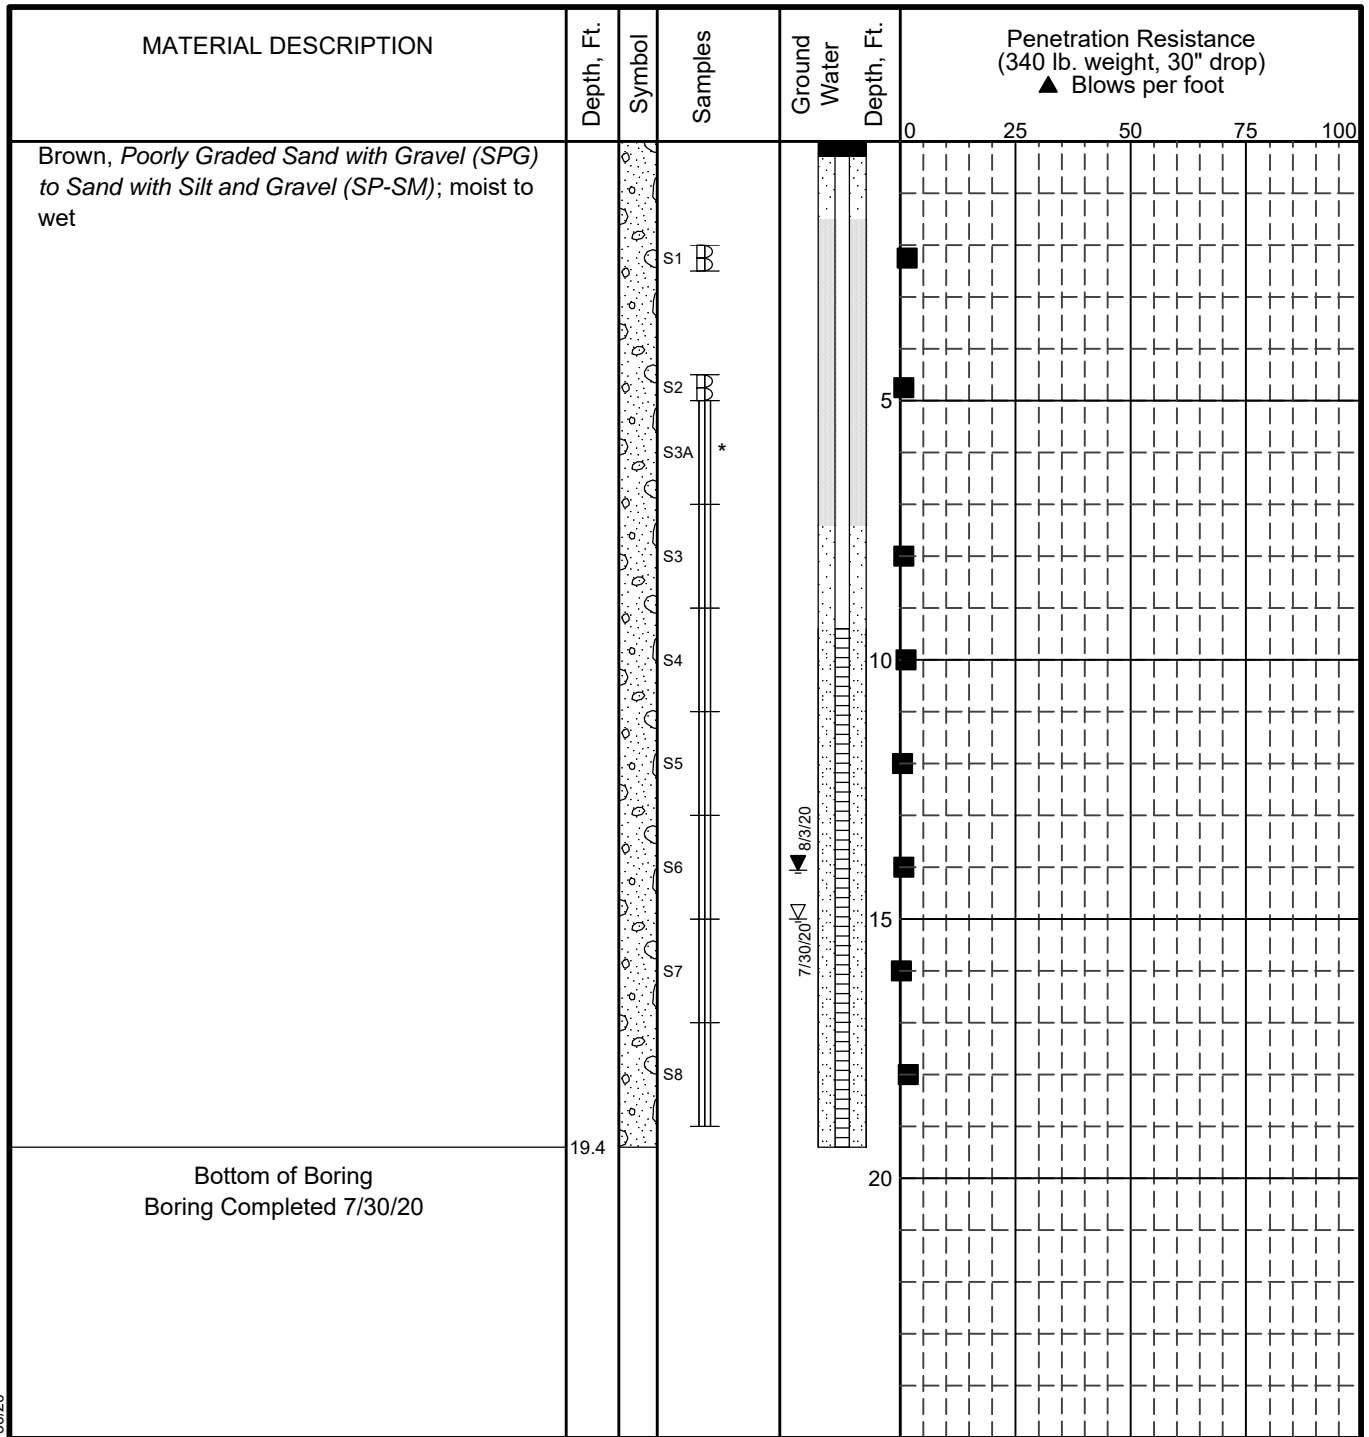 MATERIAL DESCRIPTION
Depth, Ft.
Symbol
Samples
Ground
Water
Depth, Ft.
Penetration Resistance
(340 lb. weight, 30" drop)
▲ Blows per foot
0 25 50 75 100
Brown, Poorly Graded Sand with Gravel (SPG)
to Sand with Silt and Gravel (SP-SM); moist to
wet
S1
S2
5
S3A *
S3
10
S4
S5
8/3/20
S6
15
7/30/20
S7
S8
19.4
20
Bottom of Boring
Boring Completed 7/30/20